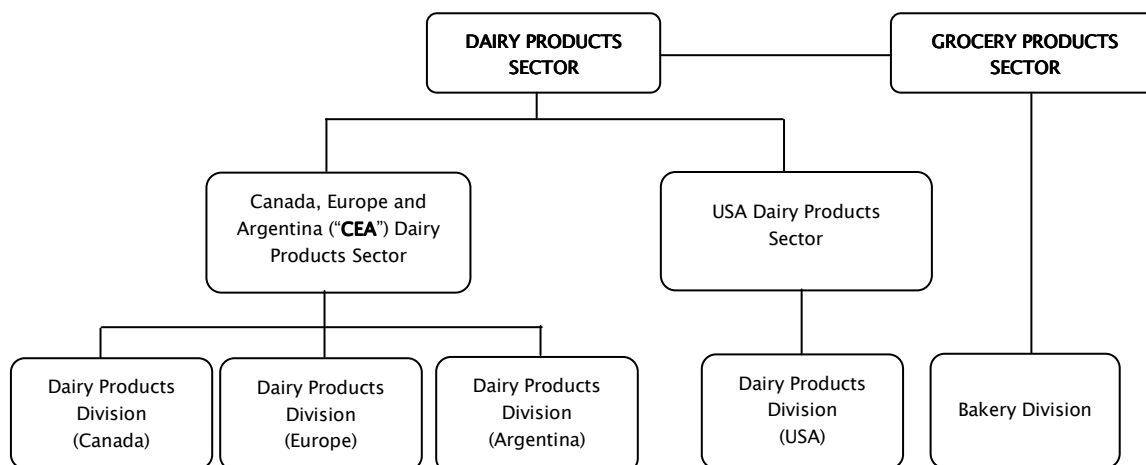 DAIRY PRODUCTS
SECTOR
GROCERY PRODUCTS
SECTOR
Canada, Europe and
Argentina (“CEA”) Dairy
Products Sector
USA Dairy Products
Sector
Dairy Products
Division
(Canada)
Dairy Products
Division
(Europe)
Dairy Products
Division
(Argentina)
Dairy Products
Division
(USA)
Bakery Division